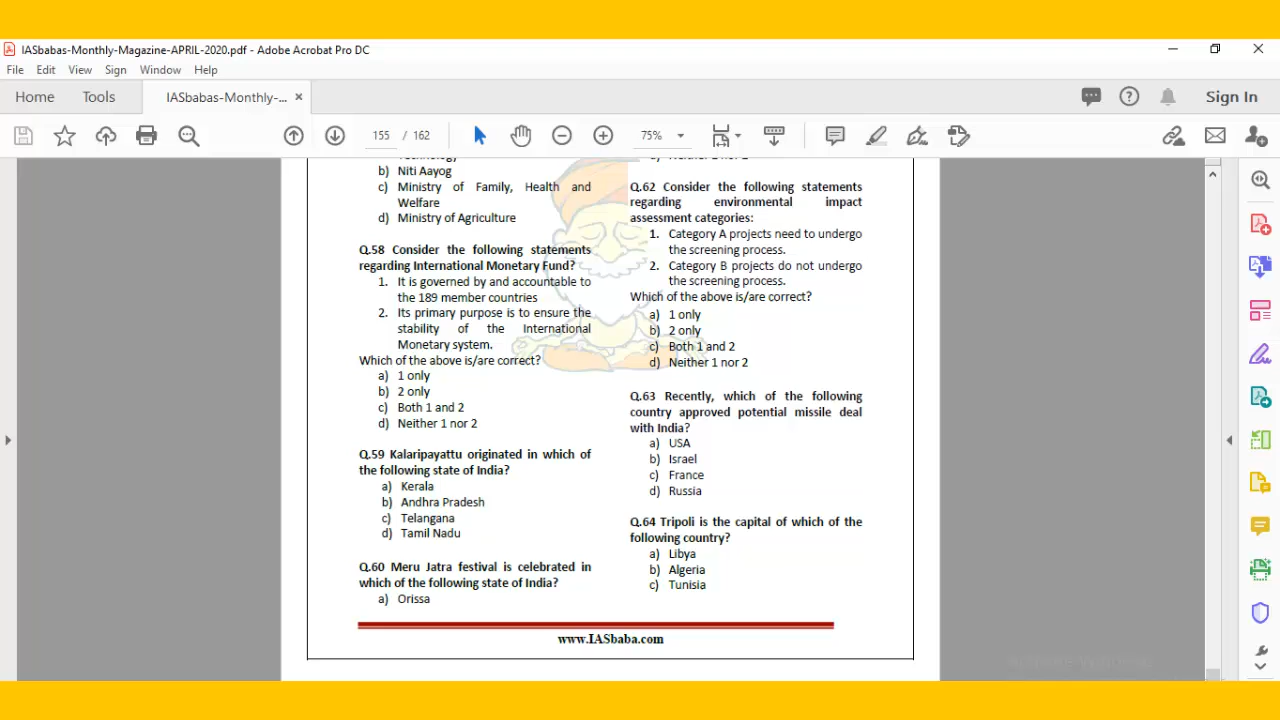 IASbabas-Monthly-Magazine-APRIL-2020.pdf - Adobe Acrobat Pro DC
File Edit View Sign Window Help
Home Tools IASbabas-Monthly-... × Sign In
155 / 162 75%
Technology
b) Niti Aayog
c) Ministry of Family, Health and
Welfare
d) Ministry of Agriculture
Q.58 Consider the following statements
regarding International Monetary Fund?
1. It is governed by and accountable to
the 189 member countries
2. Its primary purpose is to ensure the
stability of the International
Monetary system.
Which of the above is/are correct?
a) 1 only
b) 2 only
c) Both 1 and 2
d) Neither 1 nor 2
Q.59 Kalaripayattu originated in which of
the following state of India?
a) Kerala
b) Andhra Pradesh
c) Telangana
d) Tamil Nadu
Q.60 Meru Jatra festival is celebrated in
which of the following state of India?
a) Orissa
d) Neither 1 nor 2
Q.62 Consider the following statements
regarding environmental impact
assessment categories:
1. Category A projects need to undergo
the screening process.
2. Category B projects do not undergo
the screening process.
Which of the above is/are correct?
a) 1 only
b) 2 only
c) Both 1 and 2
d) Neither 1 nor 2
Q.63 Recently, which of the following
country approved potential missile deal
with India?
a) USA
b) Israel
c) France
d) Russia
Q.64 Tripoli is the capital of which of the
following country?
a) Libya
b) Algeria
c) Tunisia
www.IASbaba.com